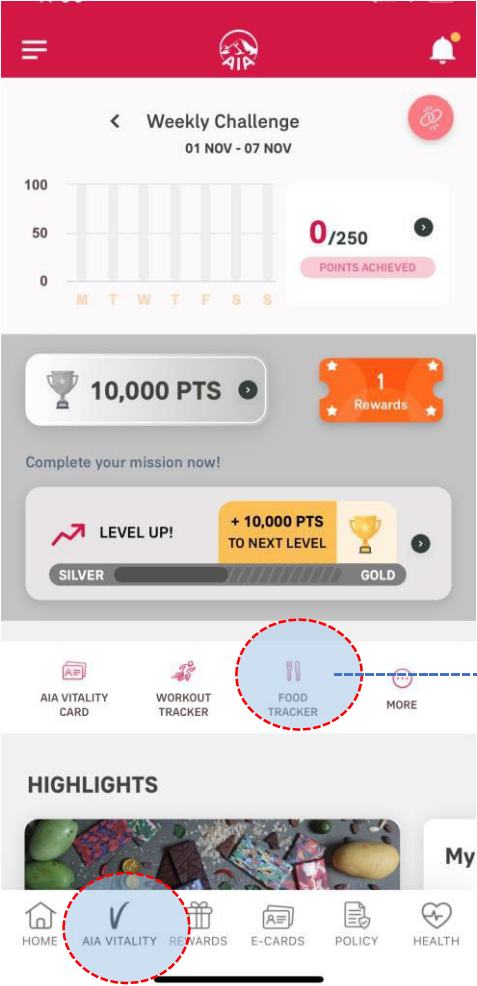 AIA
Weekly Challenge
01 NOV - 07 NOV
100
50
0
M T W T F S S
0/250
POINTS ACHIEVED
10,000 PTS
1
Rewards
Complete your mission now!
LEVEL UP!
+ 10,000 PTS
TO NEXT LEVEL
SILVER
GOLD
AIA VITALITY
CARD
WORKOUT
TRACKER
FOOD
TRACKER
MORE
HIGHLIGHTS
My
HOME
AIA VITALITY
REWARDS
E-CARDS
POLICY
HEALTH